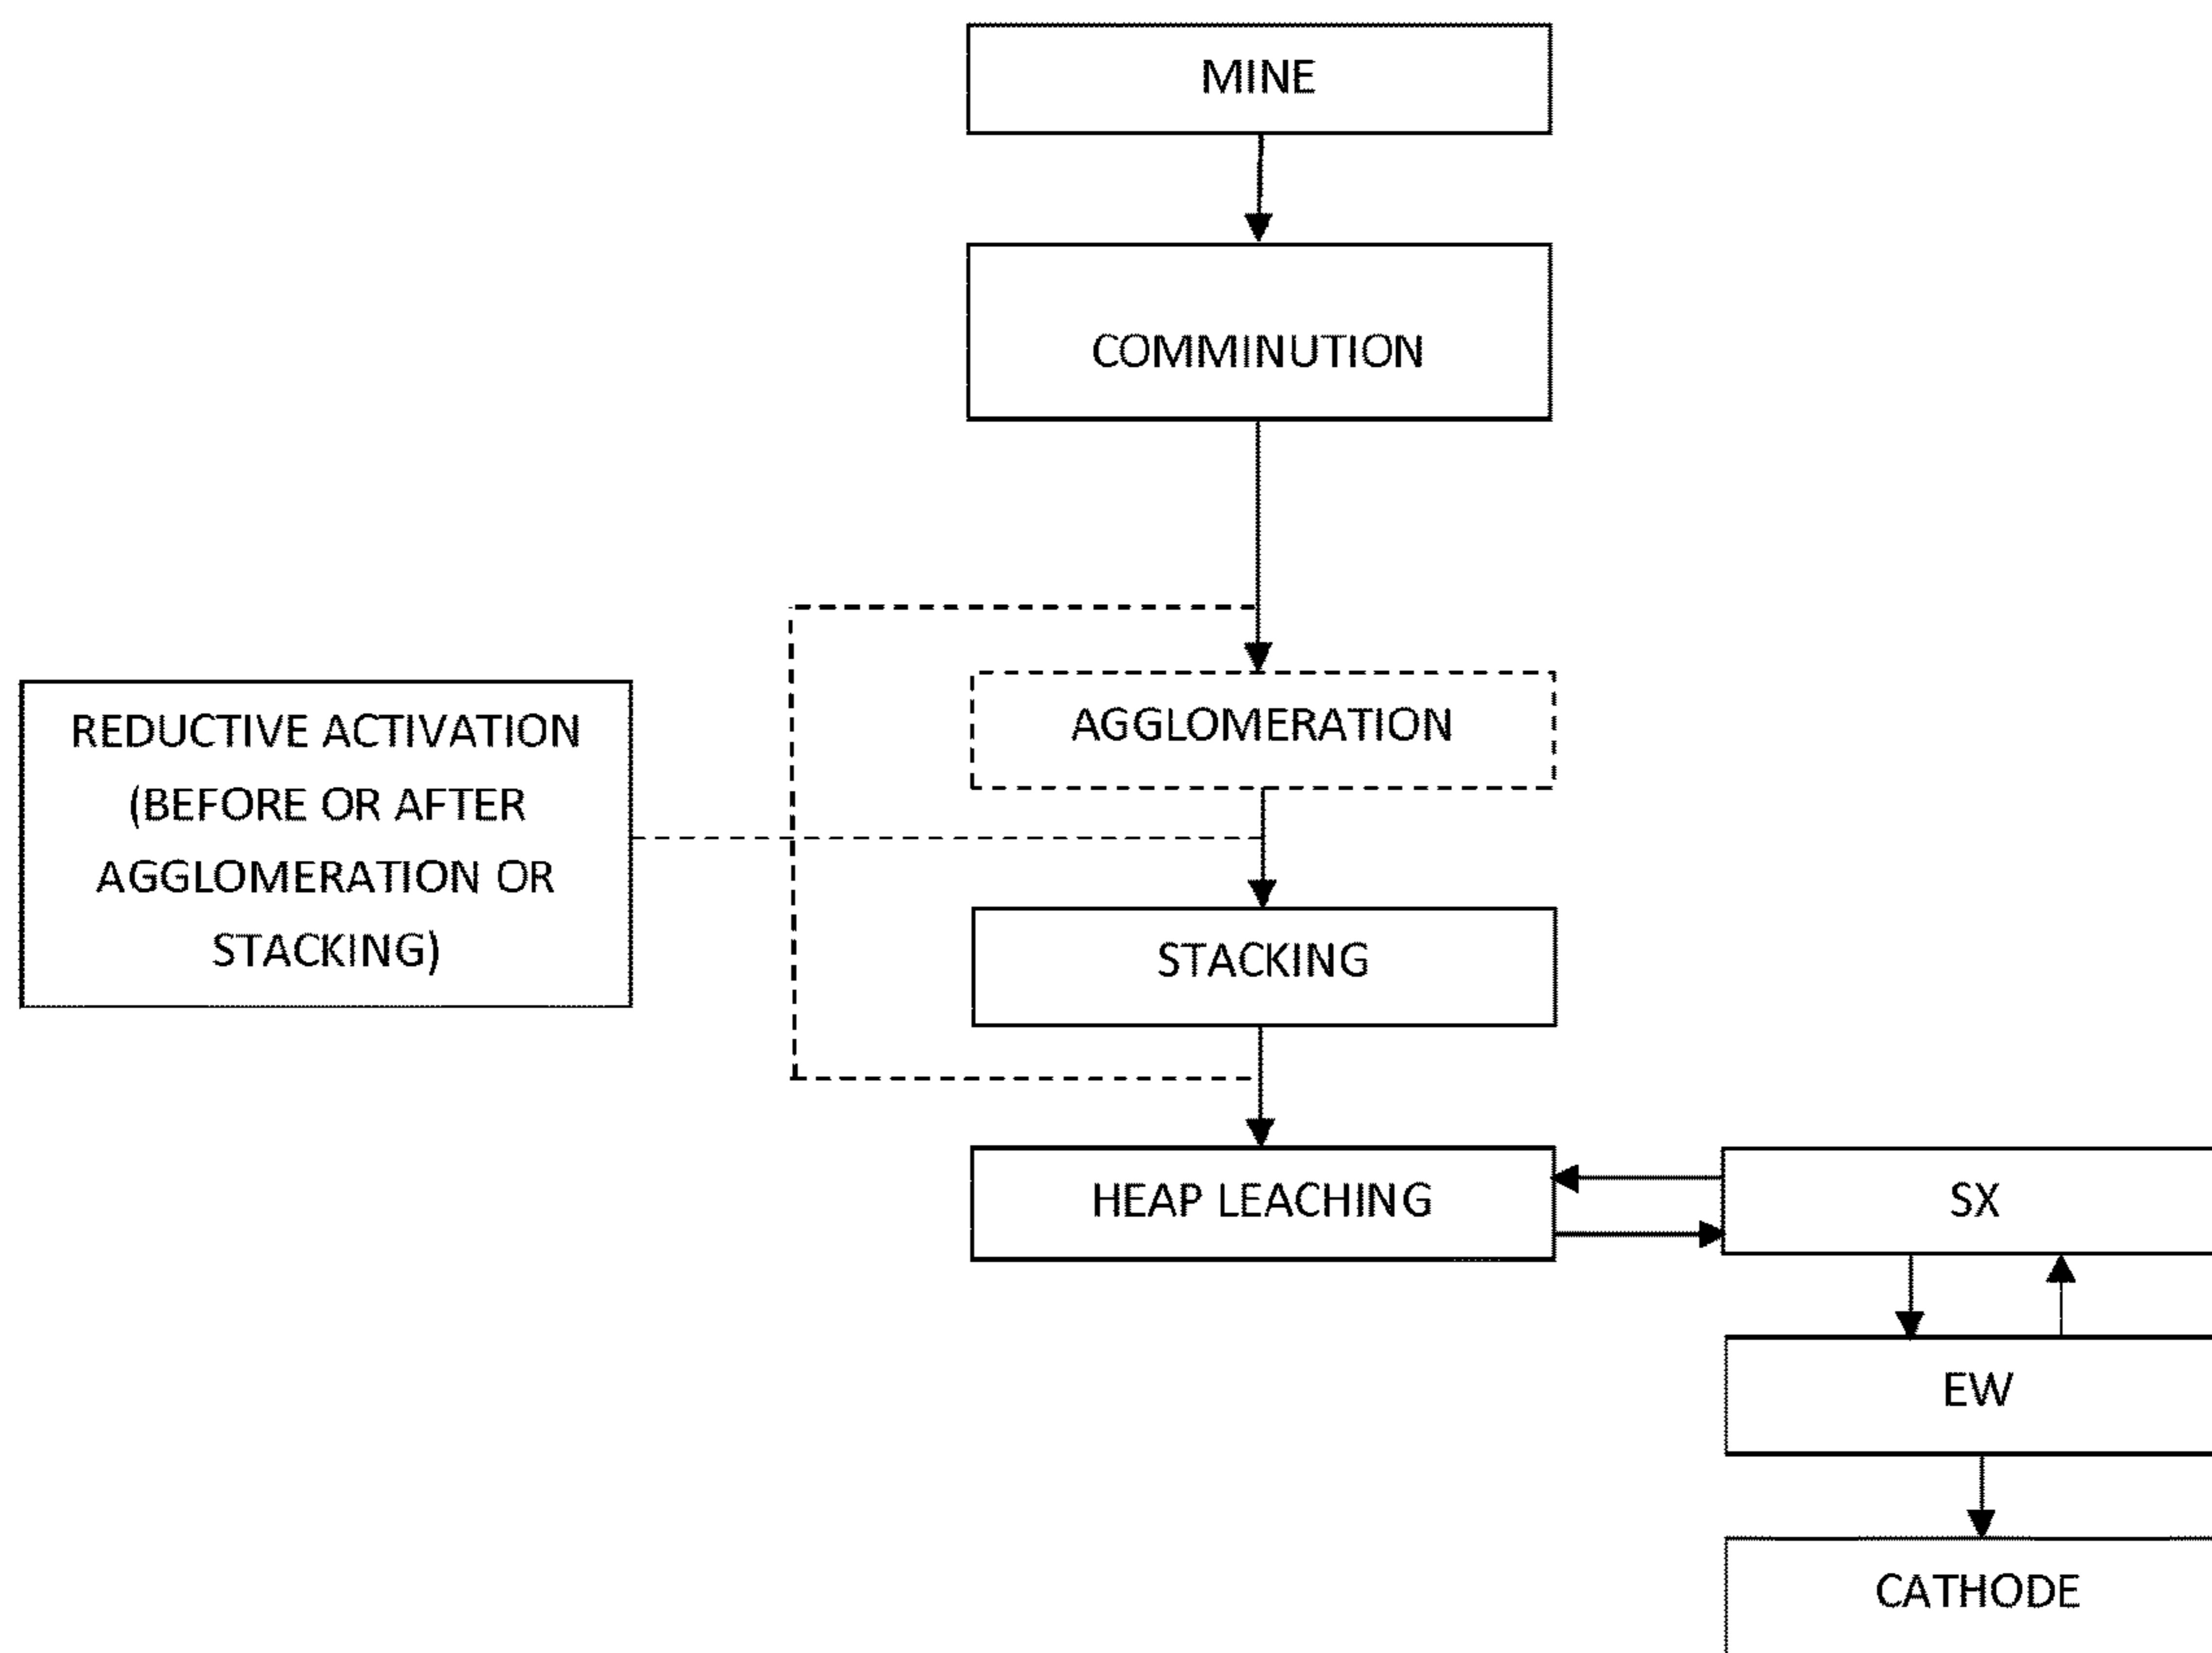 MINE
COMMINUTION
AGGLOMERATION
REDUCTIVE ACTIVATION
(BEFORE OR AFTER
AGGLOMERATION OR
STACKING)
STACKING
HEAP LEACHING
SX
EW
CATHODE